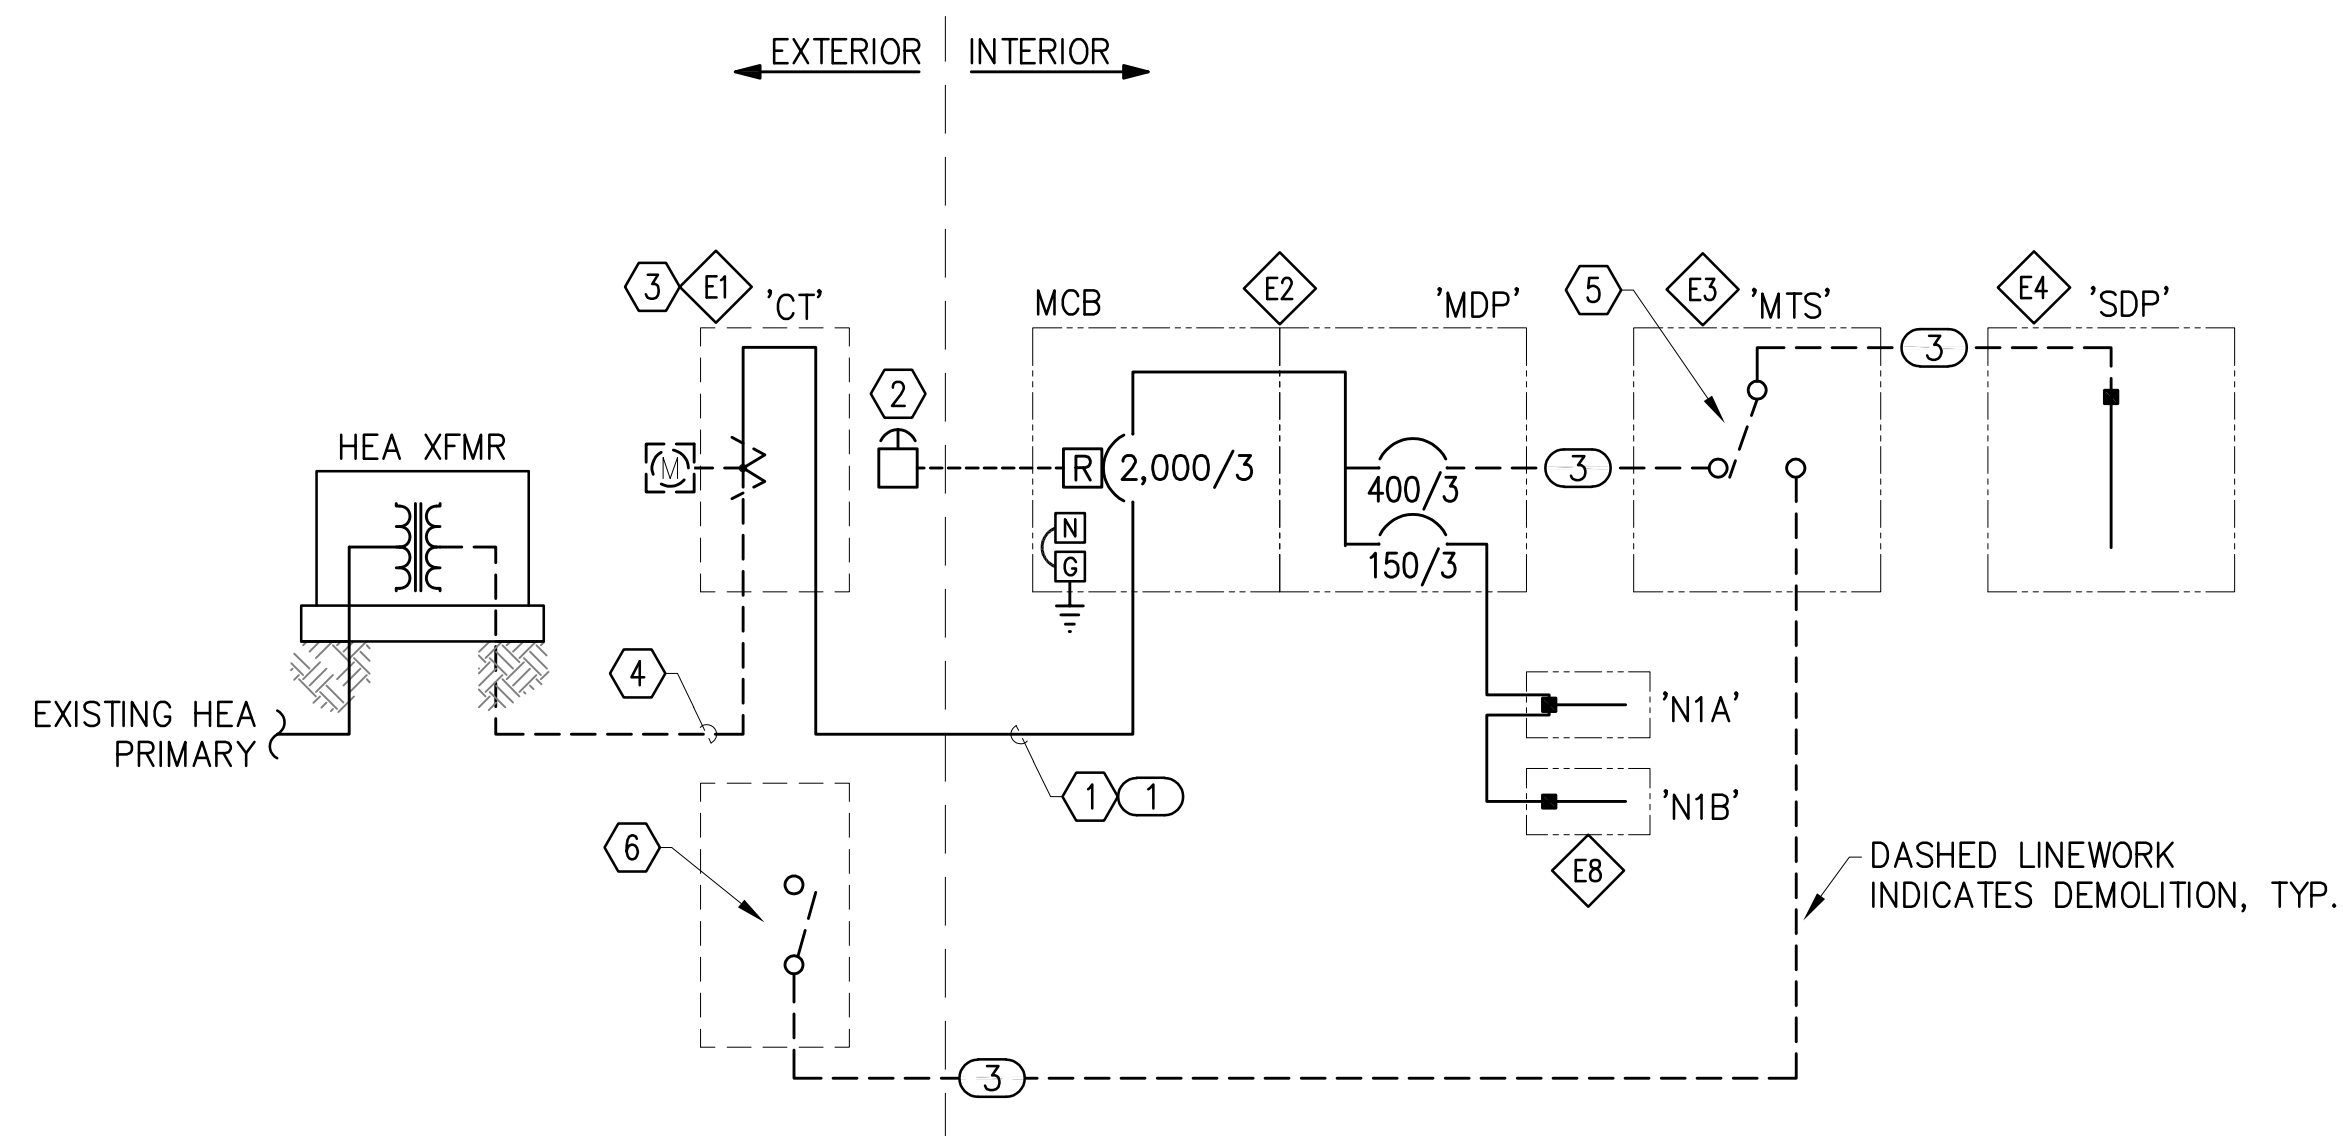 EXTERIOR
INTERIOR
3
E1
'CT'
MCB
E2
'MDP'
5
E3
'MTS'
E4
'SDP'
3
2
HEA XFMR
M
R
2,000/3
400/3
3
N
G
150/3
4
EXISTING HEA
PRIMARY
'N1A'
1
1
'N1B'
6
E8
DASHED LINEWORK
INDICATES DEMOLITION, TYP.
3